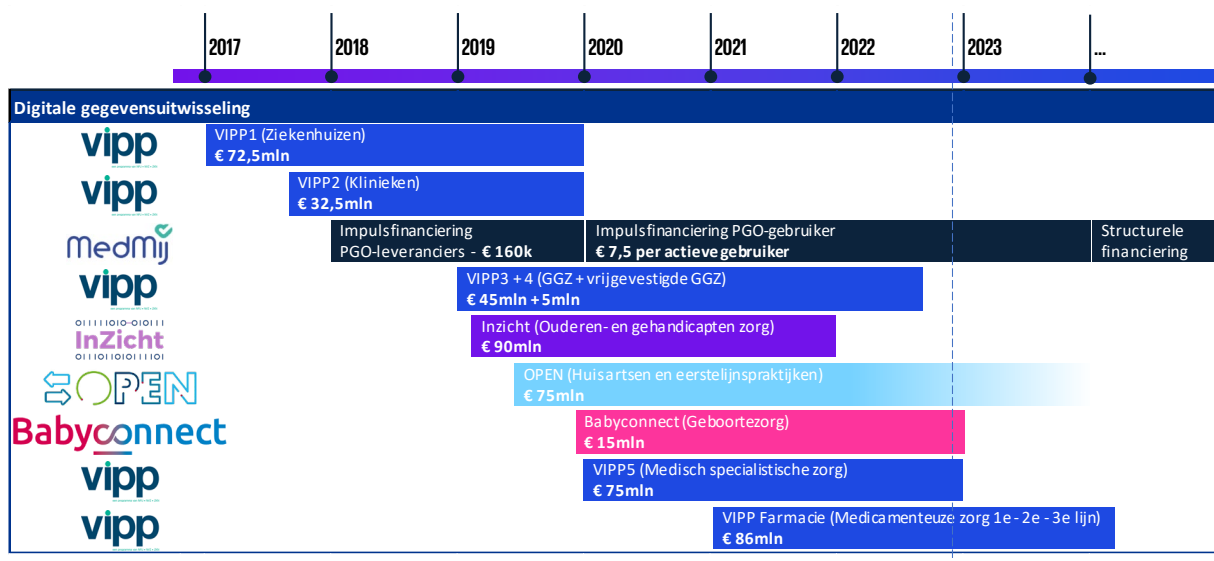 2017 2018 2019 2020 2021 2022 2023 ...
Digitale gegevensuitwisseling
vipp
VIPP1 (Ziekenhuizen)
€ 72,5mln
vipp
VIPP2 (Klinieken)
€ 32,5mln
MedMij
Impulsfinanciering
PGO-leveranciers - € 160k
Impulsfinanciering PGO-gebruiker
€ 7,5 per actieve gebruiker
Structurele
financiering
vipp
VIPP3 + 4 (GGZ + vrijgevestigde GGZ)
€ 45mln + 5mln
InZicht
Inzicht (Ouderen- en gehandicapten zorg)
€ 90mln
OPEN
OPEN (Huisartsen en eerstelijnspraktijken)
€ 75mln
Babyconnect
Babyconnect (Geboortezorg)
€ 15mln
vipp
VIPP5 (Medisch specialistische zorg)
€ 75mln
vipp
VIPP Farmacie (Medicamenteuze zorg 1e - 2e - 3e lijn)
€ 86mln